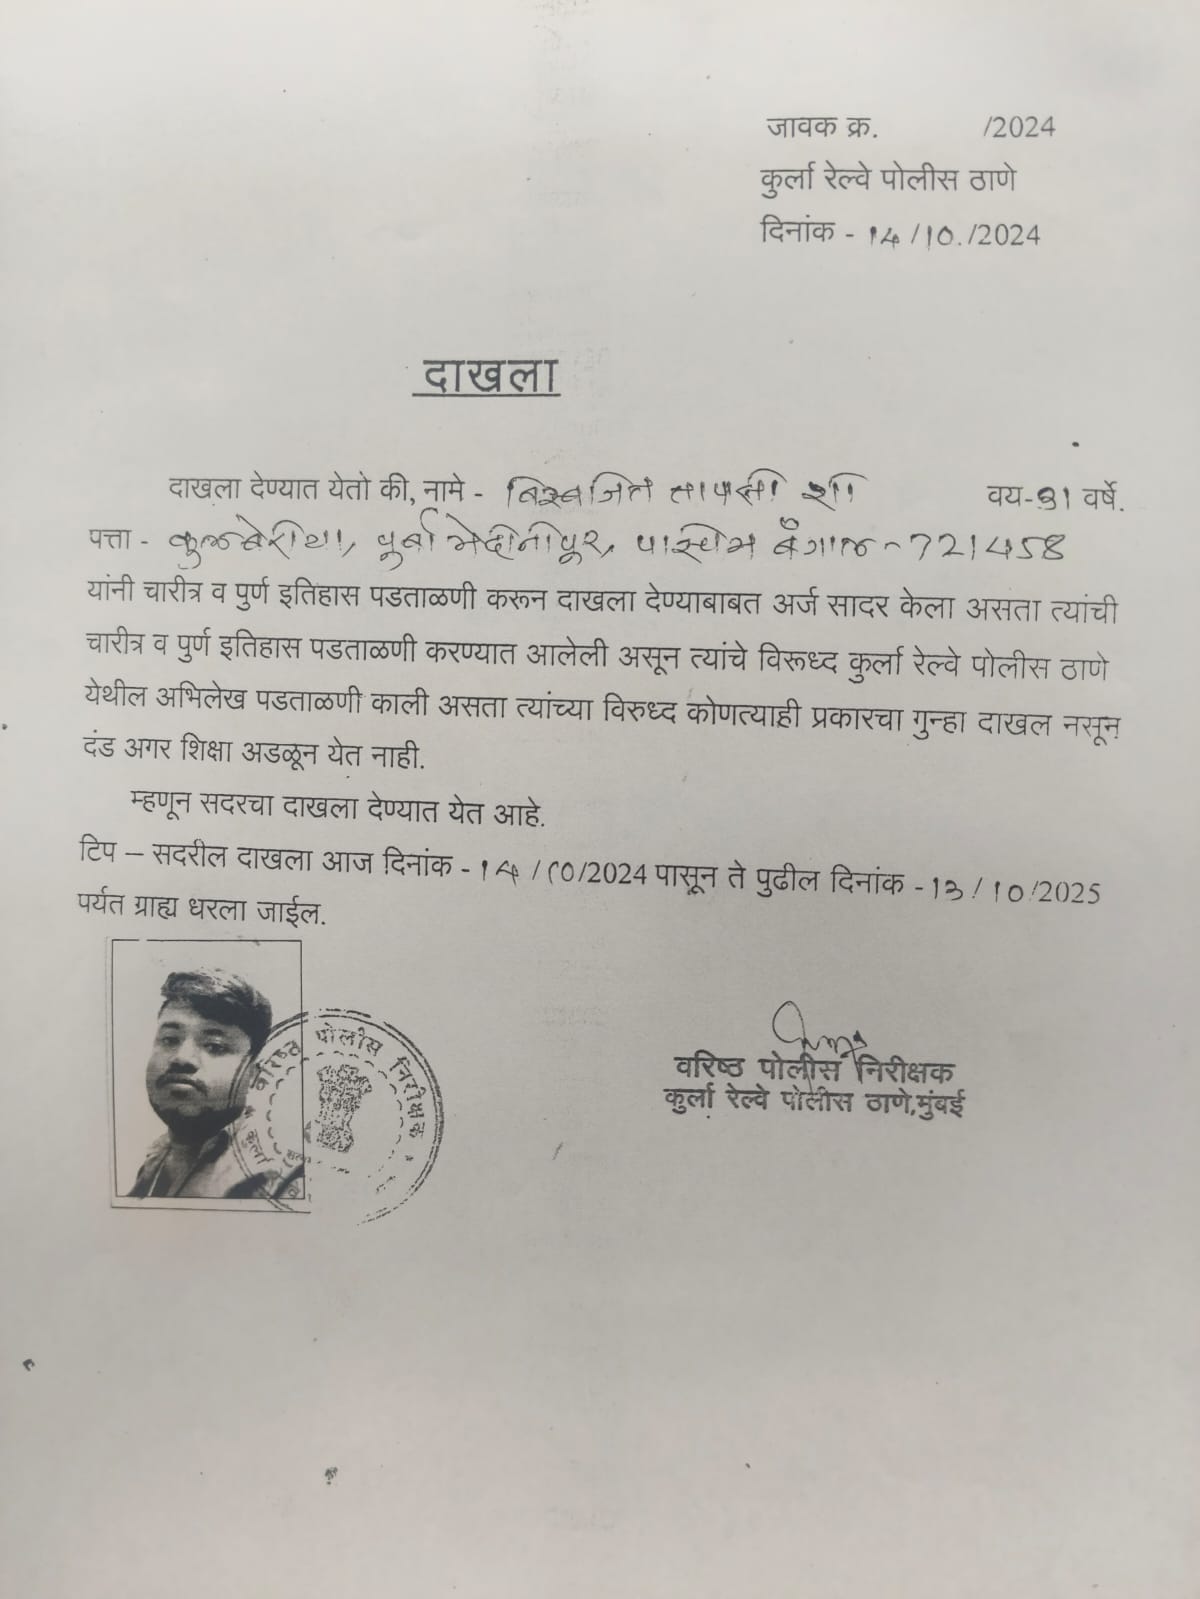 जावक क्र. /2024
कुर्ला रेल्वे पोलीस ठाणे
दिनांक - 14/10./2024
दाखला
दाखला देण्यात येतो की, नामे - बिस्बजित तापसी शा वय-31 वर्षे.
पत्ता - कुलबेरीया, पूर्बा मेदीनीपूर, पास्चिम बँगाल - 721458
यांनी चारीत्र व पुर्ण इतिहास पडताळणी करून दाखला देण्याबाबत अर्ज सादर केला असता त्यांची
चारीत्र व पुर्ण इतिहास पडताळणी करण्यात आलेली असून त्यांचे विरूध्द कुर्ला रेल्वे पोलीस ठाणे
येथील अभिलेख पडताळणी काली असता त्यांच्या विरुध्द कोणत्याही प्रकारचा गुन्हा दाखल नसून
दंड अगर शिक्षा अडळून येत नाही.
म्हणून सदरचा दाखला देण्यात येत आहे.
टिप – सदरील दाखला आज दिनांक - 14/10/2024 पासून ते पुढील दिनांक - 13/10/2025
पर्यत ग्राह्य धरला जाईल.
वरिष्ठ पोलीस निरीक्षक
कुर्ला
वरिष्ठ पोलीस निरीक्षक
कुर्ला रेल्वे पोलीस ठाणे,मुंबई